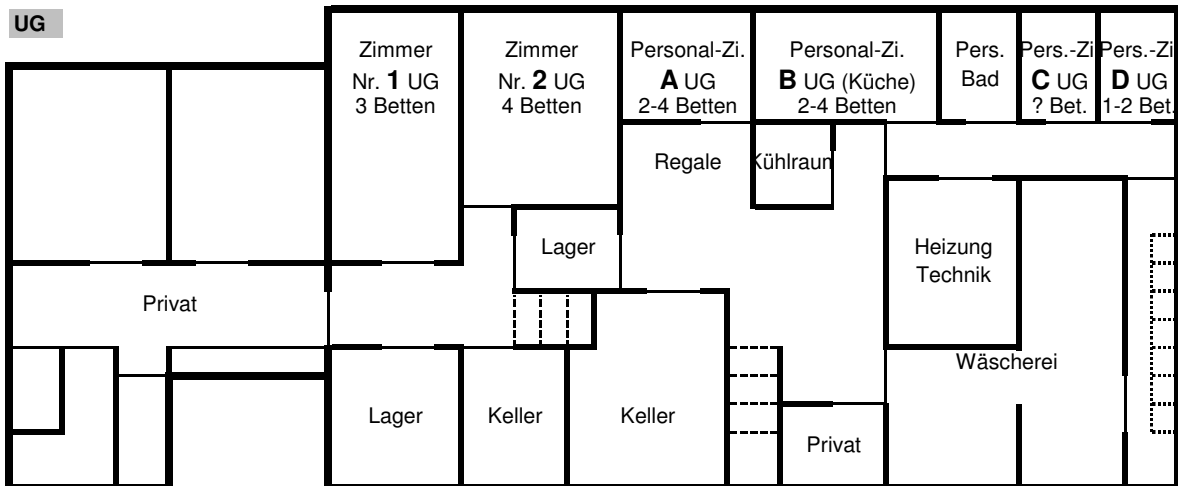 UG
Zimmer
Nr. 1 UG
3 Betten
Zimmer
Nr. 2 UG
4 Betten
Personal-Zi.
A UG
2-4 Betten
Personal-Zi.
B UG (Küche)
2-4 Betten
Pers.
Bad
Pers.-Zi
C UG
? Bet.
Pers.-Zi
D UG
1-2 Bet.
Regale
Kühlraum
Lager
Heizung
Technik
Privat
Wäscherei
Lager
Keller
Keller
Privat